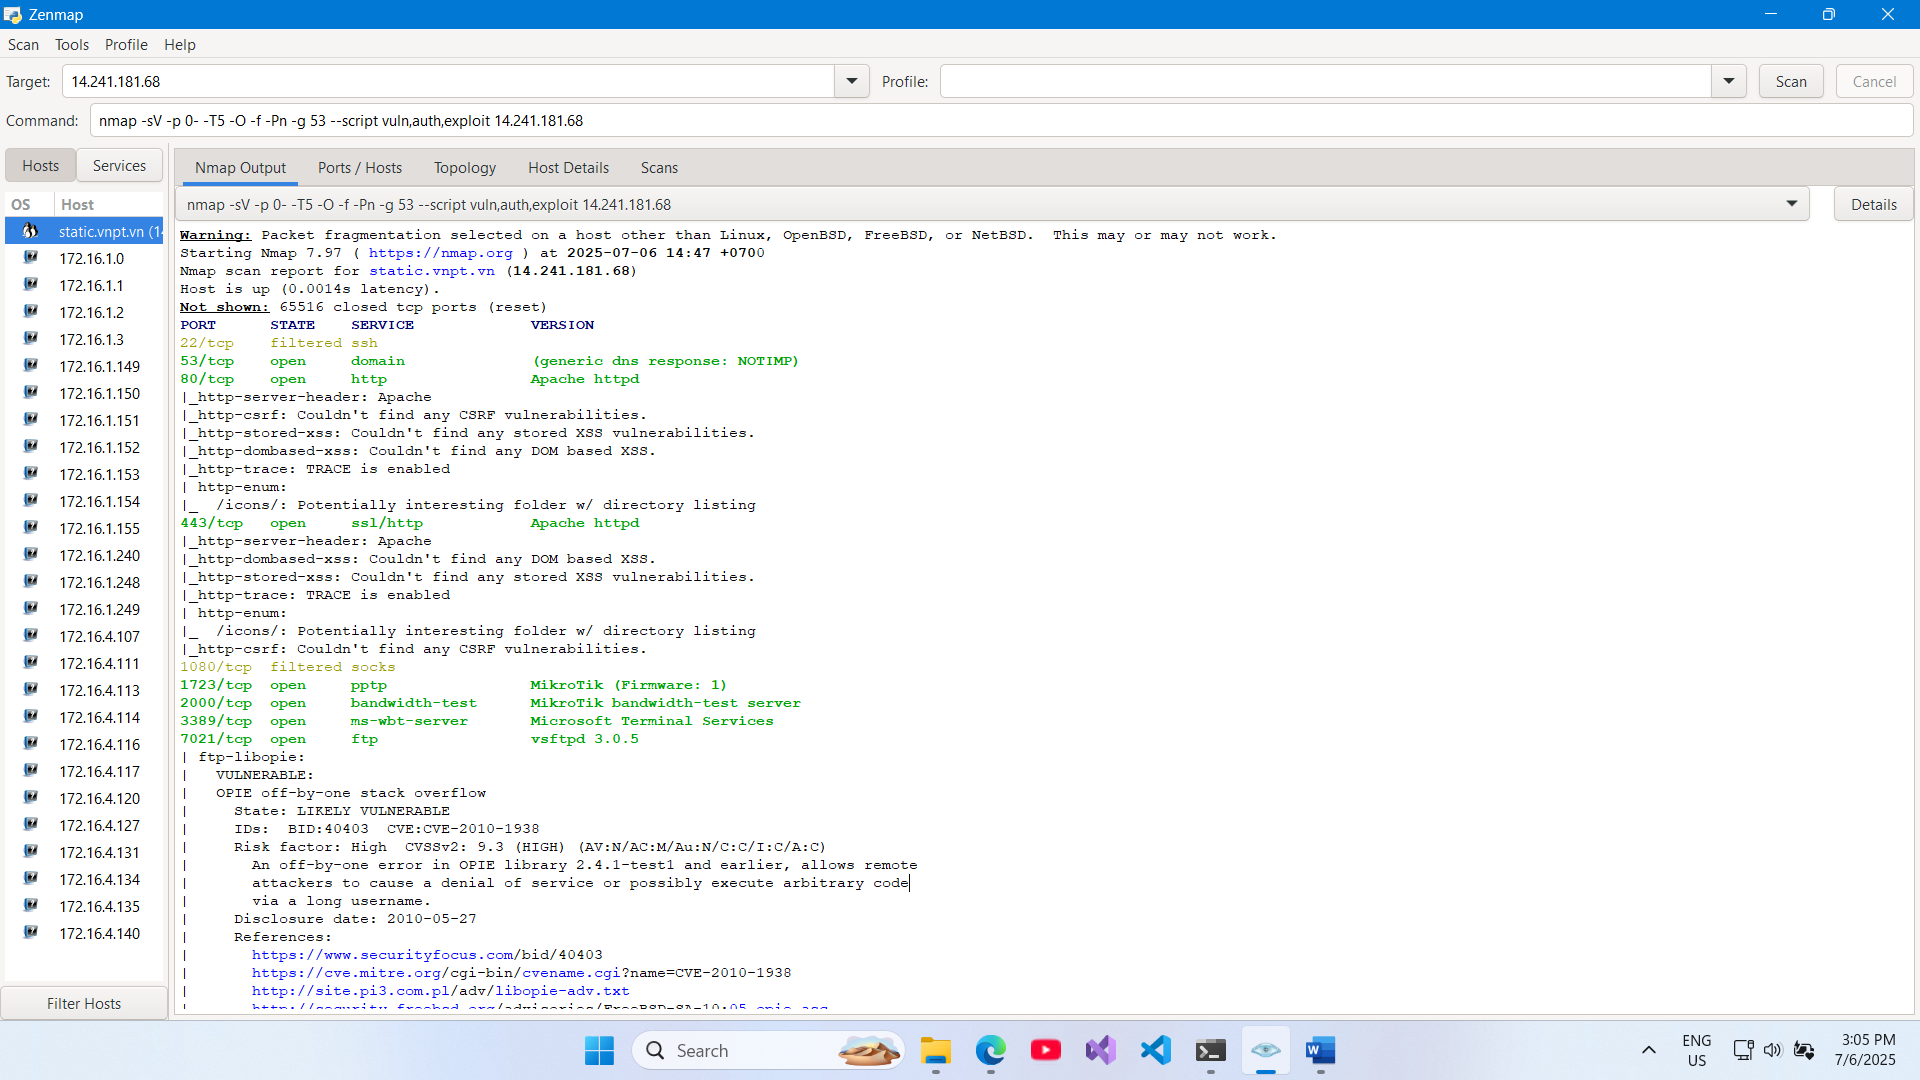 Zenmap
Scan Tools Profile Help
Target: 14.241.181.68 Profile: Scan Cancel
Command: nmap -sV -p 0- -T5 -O -f -Pn -g 53 --script vuln,auth,exploit 14.241.181.68
Hosts Services
Nmap Output Ports / Hosts Topology Host Details Scans
nmap -sV -p 0- -T5 -O -f -Pn -g 53 --script vuln,auth,exploit 14.241.181.68 Details
OS Host
static.vnpt.vn (14
172.16.1.0
172.16.1.1
172.16.1.2
172.16.1.3
172.16.1.149
172.16.1.150
172.16.1.151
172.16.1.152
172.16.1.153
172.16.1.154
172.16.1.155
172.16.1.240
172.16.1.248
172.16.1.249
172.16.4.107
172.16.4.111
172.16.4.113
172.16.4.114
172.16.4.116
172.16.4.117
172.16.4.120
172.16.4.127
172.16.4.131
172.16.4.134
172.16.4.135
172.16.4.140
Filter Hosts
Warning: Packet fragmentation selected on a host other than Linux, OpenBSD, FreeBSD, or NetBSD.  This may or may not work.
Starting Nmap 7.97 ( https://nmap.org ) at 2025-07-06 14:47 +0700
Nmap scan report for static.vnpt.vn (14.241.181.68)
Host is up (0.0014s latency).
Not shown: 65516 closed tcp ports (reset)
PORT      STATE    SERVICE             VERSION
22/tcp    filtered ssh
53/tcp    open     domain              (generic dns response: NOTIMP)
80/tcp    open     http                Apache httpd
|_http-server-header: Apache
|_http-csrf: Couldn't find any CSRF vulnerabilities.
|_http-stored-xss: Couldn't find any stored XSS vulnerabilities.
|_http-dombased-xss: Couldn't find any DOM based XSS.
|_http-trace: TRACE is enabled
| http-enum:
|_  /icons/: Potentially interesting folder w/ directory listing
443/tcp   open     ssl/http            Apache httpd
|_http-server-header: Apache
|_http-dombased-xss: Couldn't find any DOM based XSS.
|_http-stored-xss: Couldn't find any stored XSS vulnerabilities.
|_http-trace: TRACE is enabled
| http-enum:
|_  /icons/: Potentially interesting folder w/ directory listing
|_http-csrf: Couldn't find any CSRF vulnerabilities.
1080/tcp  filtered socks
1723/tcp  open     pptp                MikroTik (Firmware: 1)
2000/tcp  open     bandwidth-test      MikroTik bandwidth-test server
3389/tcp  open     ms-wbt-server       Microsoft Terminal Services
7021/tcp  open     ftp                 vsftpd 3.0.5
| ftp-libopie:
|   VULNERABLE:
|   OPIE off-by-one stack overflow
|     State: LIKELY VULNERABLE
|     IDs:  BID:40403  CVE:CVE-2010-1938
|     Risk factor: High  CVSSv2: 9.3 (HIGH) (AV:N/AC:M/Au:N/C:C/I:C/A:C)
|       An off-by-one error in OPIE library 2.4.1-test1 and earlier, allows remote
|       attackers to cause a denial of service or possibly execute arbitrary code
|       via a long username.
|     Disclosure date: 2010-05-27
|     References:
|       https://www.securityfocus.com/bid/40403
|       https://cve.mitre.org/cgi-bin/cvename.cgi?name=CVE-2010-1938
|       http://site.pi3.com.pl/adv/libopie-adv.txt
|       http://security.freebsd.org/advisories/FreeBSD-SA-10:05.opie.asc
Search
ENG
US
3:05 PM
7/6/2025